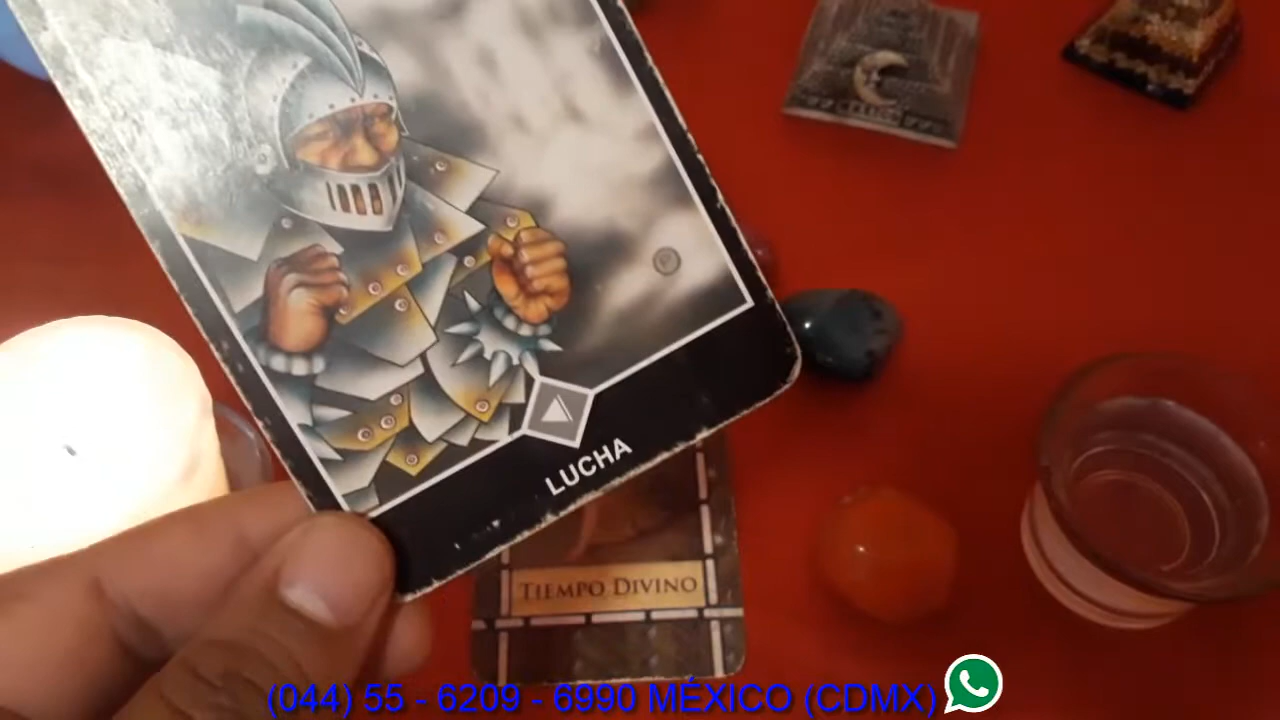 LUCHA
TIEMPO DIVINO
(044) 55 - 6209 - 6990 MÉXICO (CDMX)